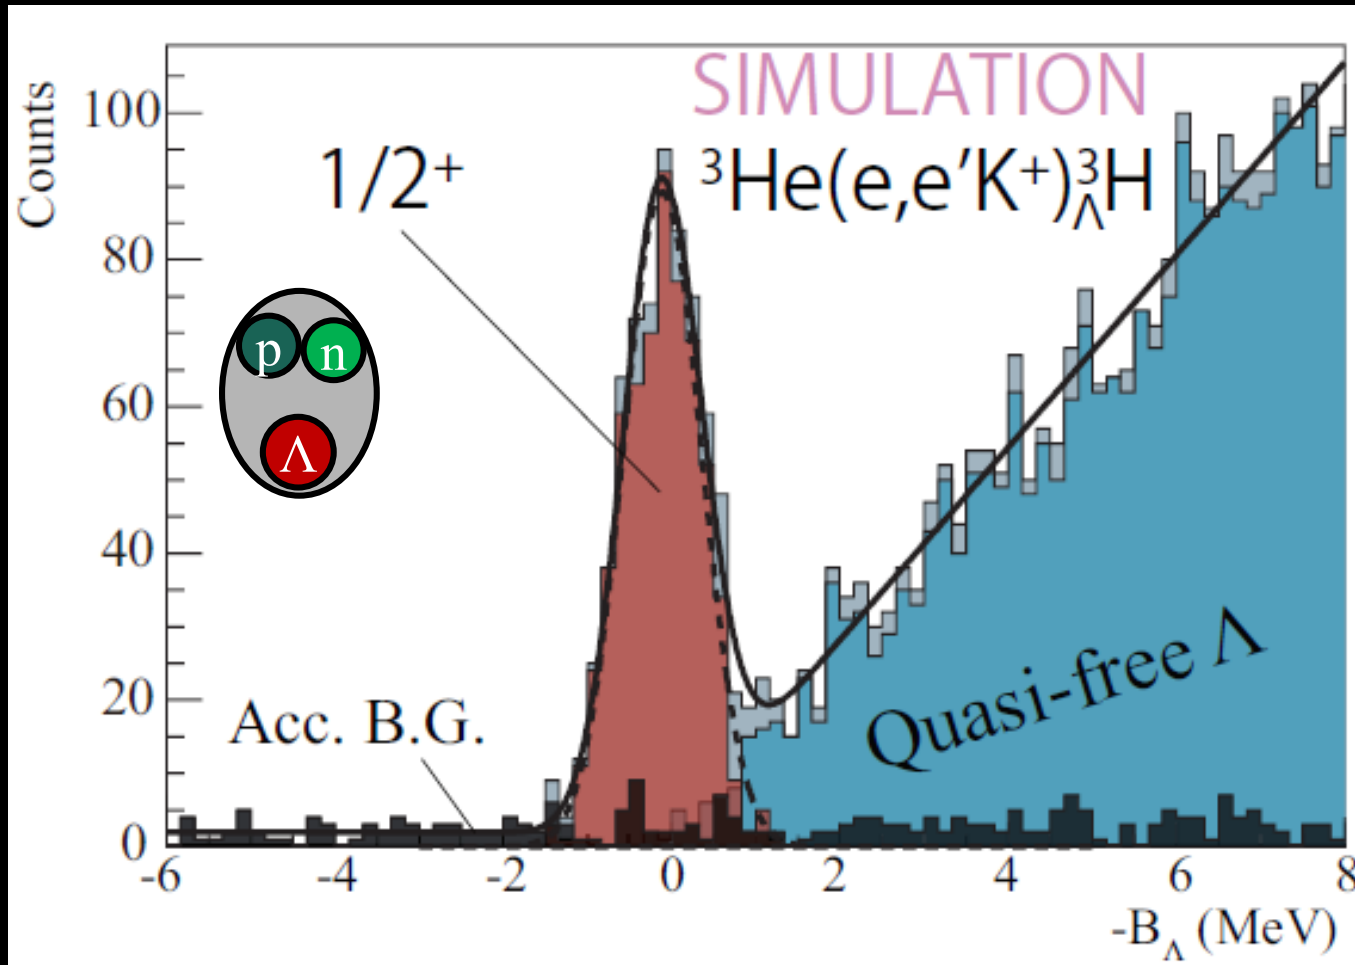 SIMULATION
³He(e,e′K⁺)³ΛH
1/2⁺
Counts
100
80
60
40
20
0
p n
Λ
Acc. B.G.
Quasi-free Λ
-6 -4 -2 0 2 4 6 8
-BΛ (MeV)